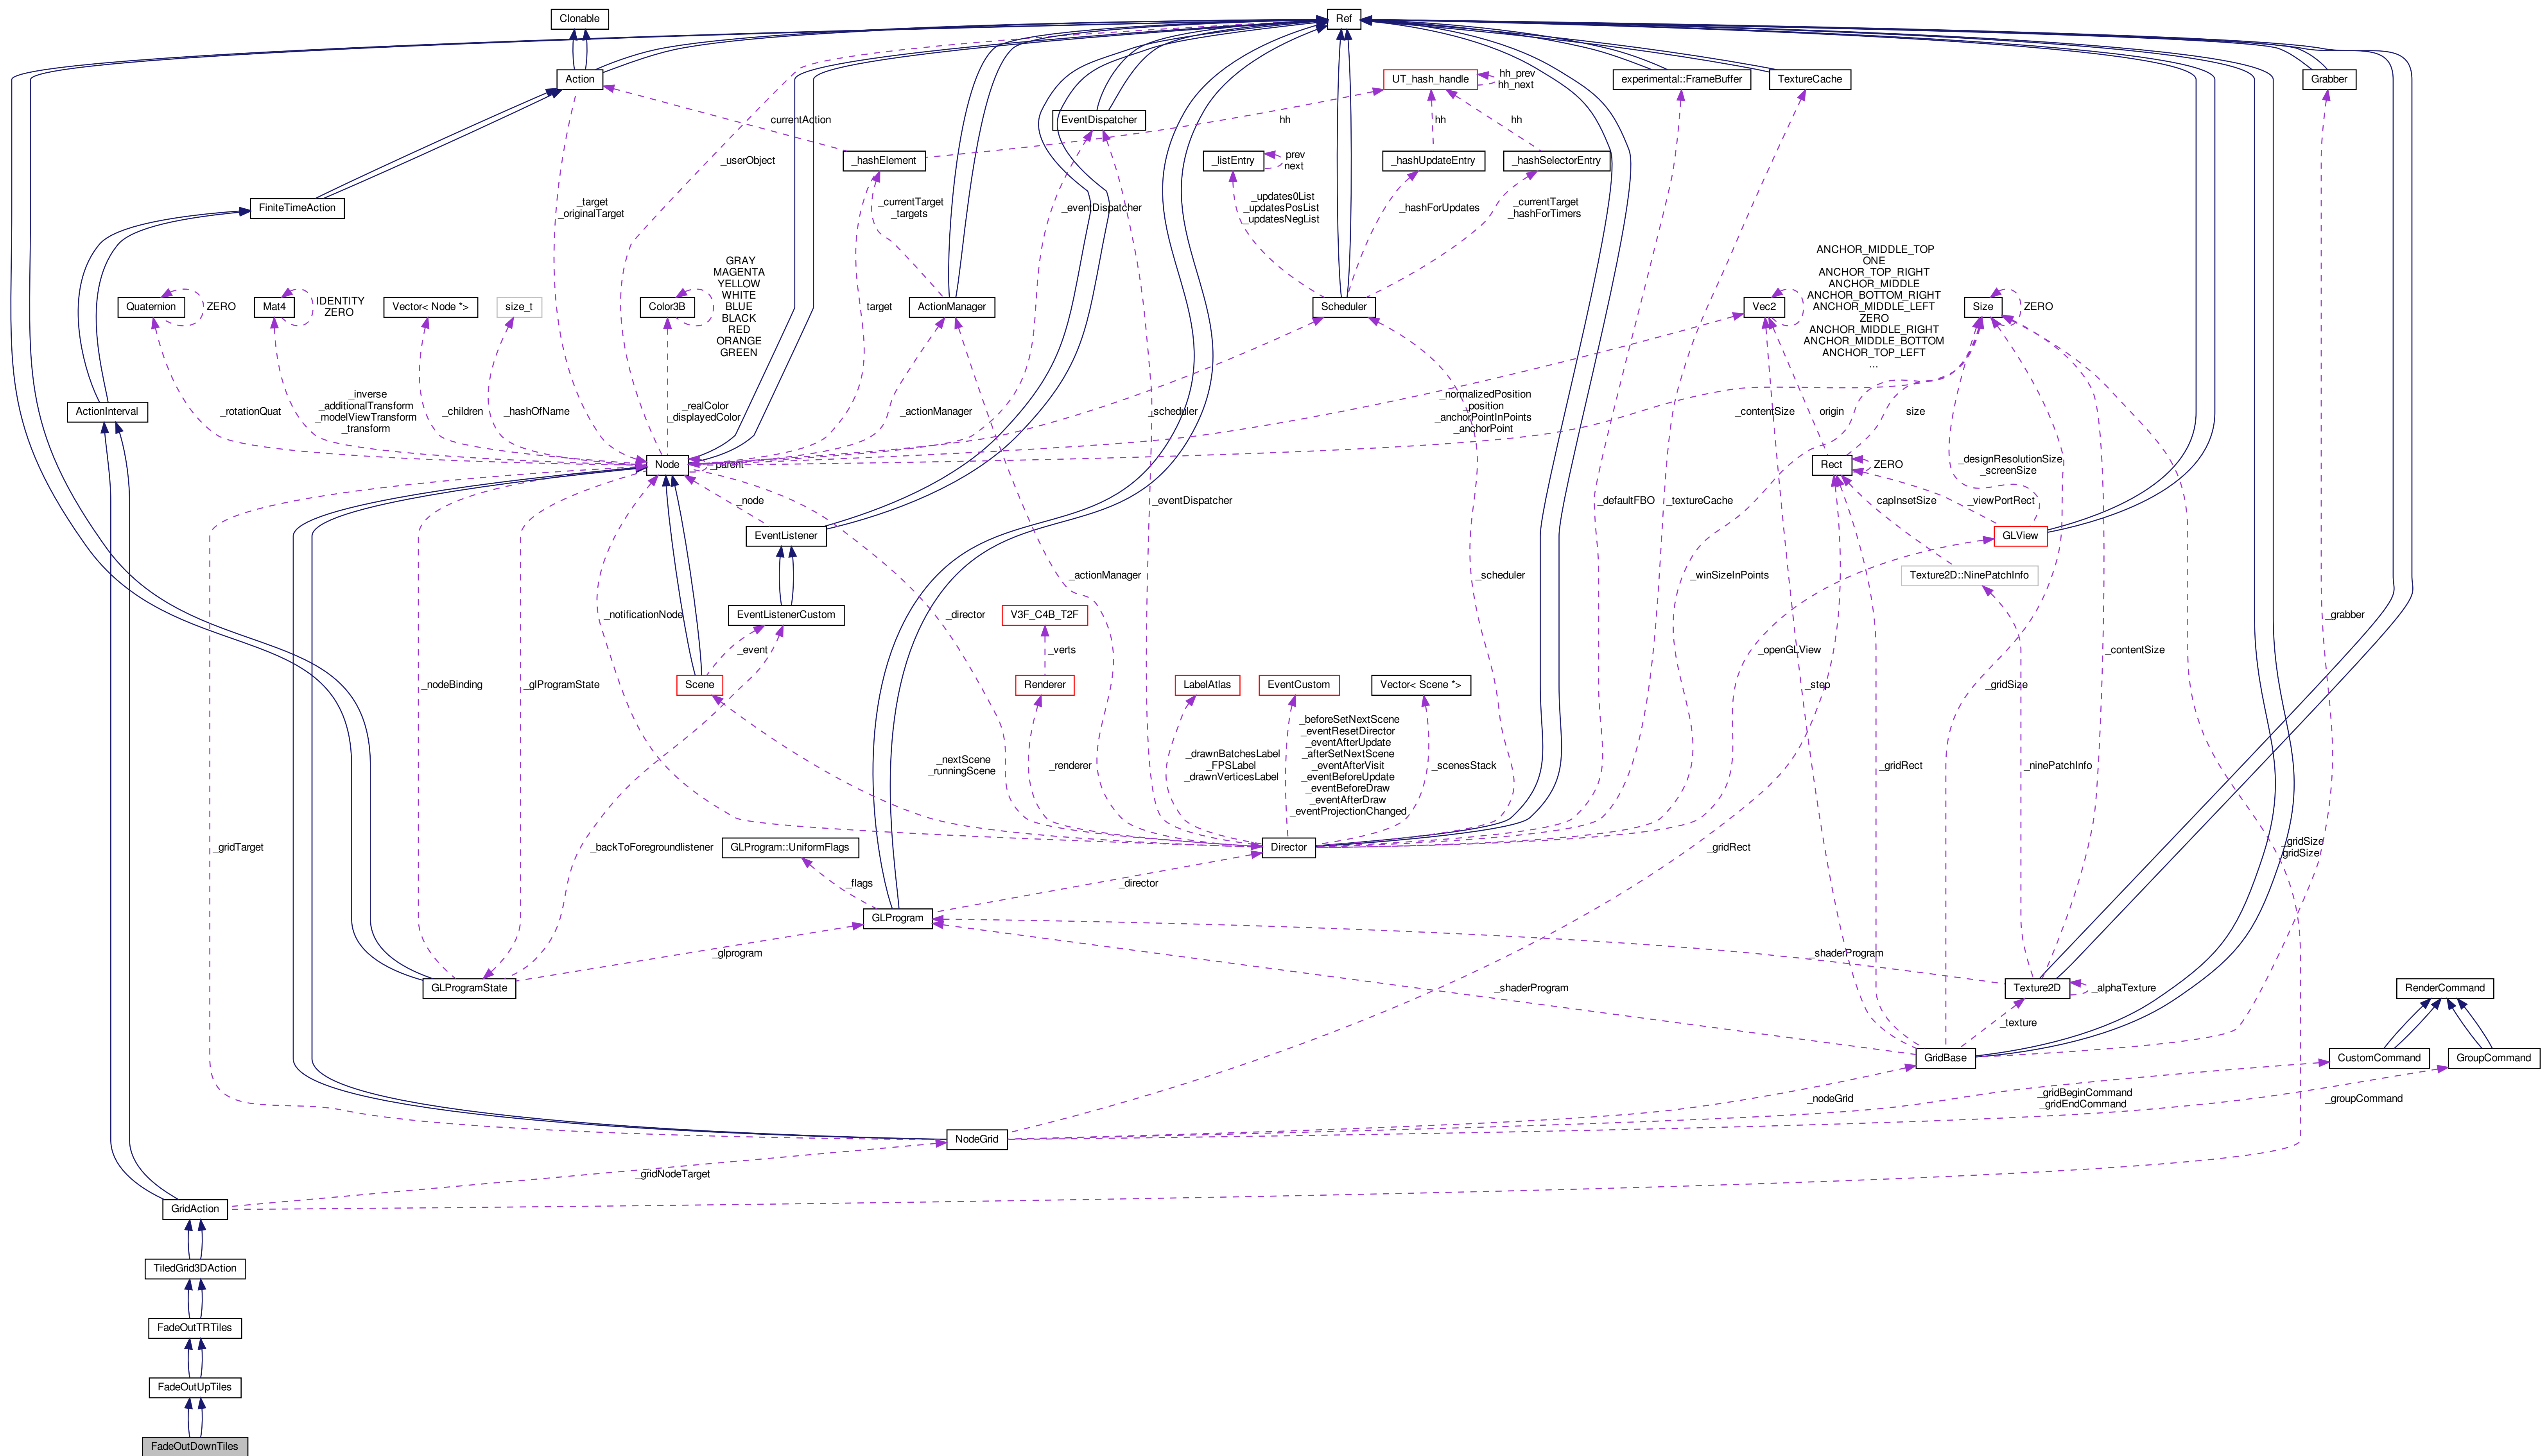 Clonable
Ref
Action
UT_hash_handle
hh_prev
hh_next
experimental::FrameBuffer
TextureCache
Grabber
currentAction
EventDispatcher
hh
hh
hh
_userObject
_hashElement
_listEntry
prev
next
_hashUpdateEntry
_hashSelectorEntry
FiniteTimeAction
_target
_originalTarget
_currentTarget
_targets
_eventDispatcher
_updates0List
_updatesPosList
_updatesNegList
_hashForUpdates
_currentTarget
_hashForTimers
Quaternion
ZERO
Mat4
IDENTITY
ZERO
Vector< Node *>
size_t
Color3B
GRAY
MAGENTA
YELLOW
WHITE
BLUE
BLACK
RED
ORANGE
GREEN
target
ActionManager
Scheduler
Vec2
ANCHOR_MIDDLE_TOP
ONE
ANCHOR_TOP_RIGHT
ANCHOR_MIDDLE
ANCHOR_BOTTOM_RIGHT
ANCHOR_MIDDLE_LEFT
ZERO
ANCHOR_MIDDLE_RIGHT
ANCHOR_MIDDLE_BOTTOM
ANCHOR_TOP_LEFT
...
Size
ZERO
ActionInterval
_rotationQuat
_inverse
_additionalTransform
_modelViewTransform
_transform
_children
_hashOfName
_realColor
_displayedColor
_actionManager
_scheduler
_normalizedPosition
_position
_anchorPointInPoints
_anchorPoint
_contentSize
origin
size
Node
_parent
Rect
ZERO
_designResolutionSize
_screenSize
_node
_eventDispatcher
_defaultFBO
_textureCache
capInsetSize
_viewPortRect
EventListener
GLView
_actionManager
_scheduler
_winSizeInPoints
Texture2D::NinePatchInfo
_notificationNode
EventListenerCustom
_director
V3F_C4B_T2F
_grabber
_event
_verts
_openGLView
_contentSize
_nodeBinding
_glProgramState
Scene
Renderer
LabelAtlas
EventCustom
Vector< Scene *>
_step
_gridSize
_nextScene
_runningScene
_renderer
_drawnBatchesLabel
_FPSLabel
_drawnVerticesLabel
_beforeSetNextScene
_eventResetDirector
_eventAfterUpdate
_afterSetNextScene
_eventAfterVisit
_eventBeforeUpdate
_eventBeforeDraw
_eventAfterDraw
_eventProjectionChanged
_scenesStack
_gridRect
_ninePatchInfo
_gridTarget
_backToForegroundlistener
GLProgram::UniformFlags
Director
_gridRect
_gridSize
_gridSize
_flags
_director
GLProgram
_glprogram
_shaderProgram
GLProgramState
_shaderProgram
Texture2D
_alphaTexture
RenderCommand
_texture
GridBase
CustomCommand
GroupCommand
_nodeGrid
_gridBeginCommand
_gridEndCommand
_groupCommand
NodeGrid
_gridNodeTarget
GridAction
TiledGrid3DAction
FadeOutTRTiles
FadeOutUpTiles
FadeOutDownTiles